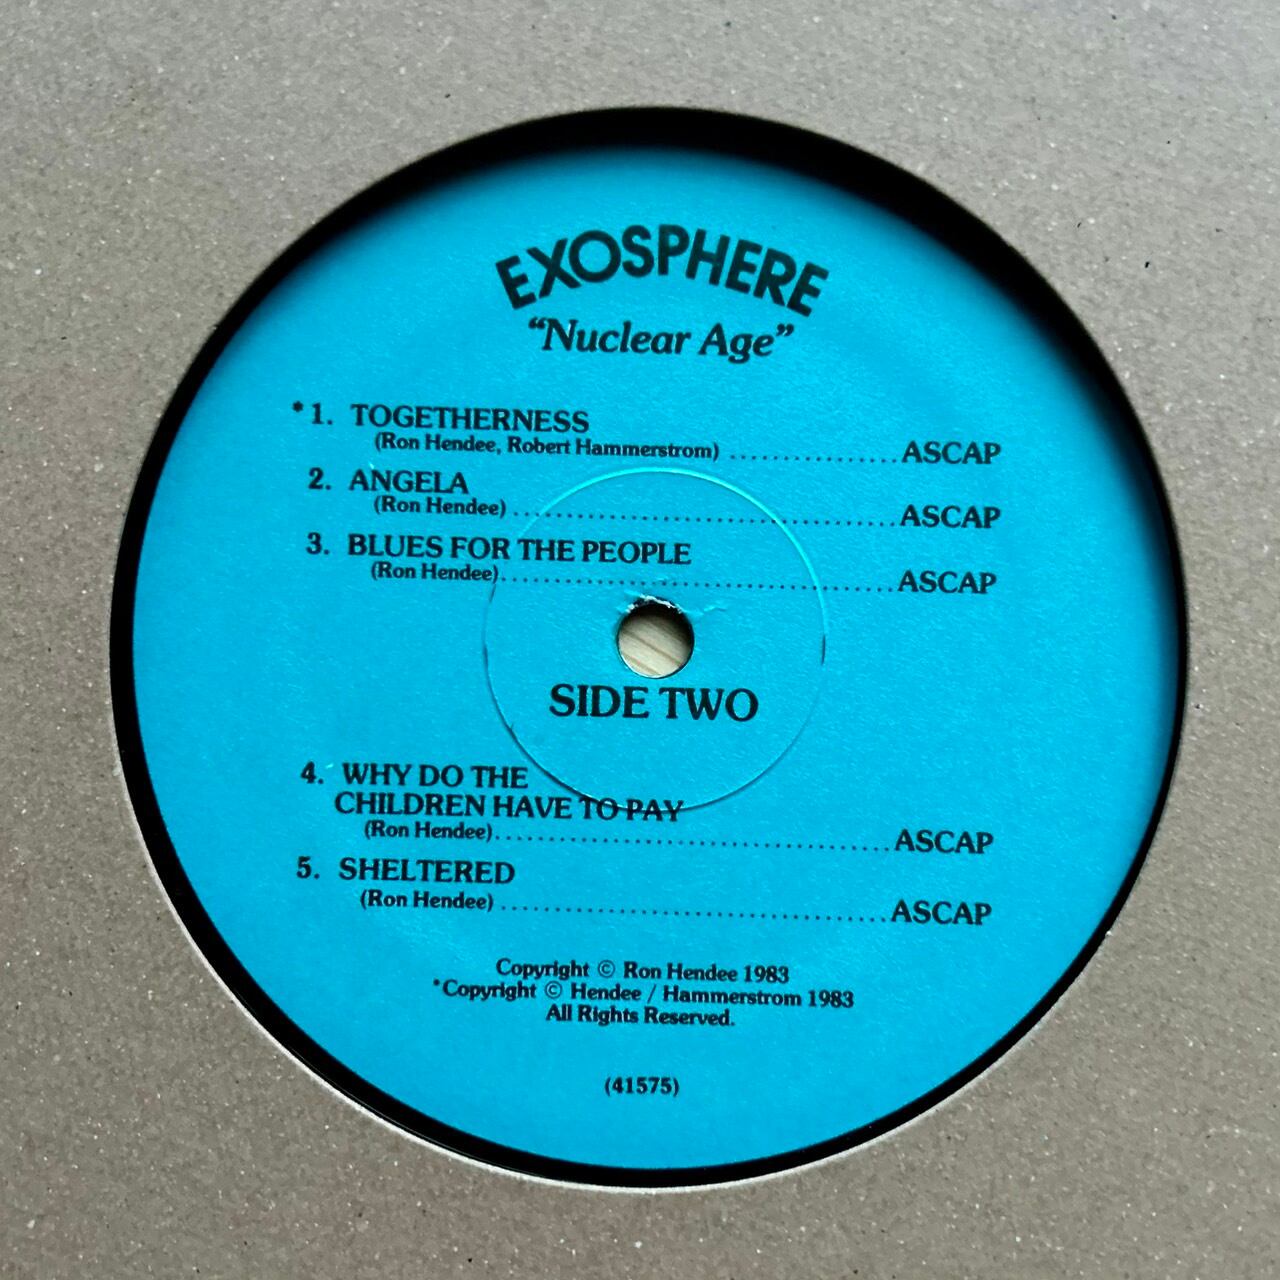 EXOSPHERE
“Nuclear Age”
*1. TOGETHERNESS
(Ron Hendee, Robert Hammerstrom) ................ASCAP
2. ANGELA
(Ron Hendee) ....................................ASCAP
3. BLUES FOR THE PEOPLE
(Ron Hendee).....................................ASCAP
SIDE TWO
4. WHY DO THE
CHILDREN HAVE TO PAY
(Ron Hendee).....................................ASCAP
5. SHELTERED
(Ron Hendee) ....................................ASCAP
Copyright © Ron Hendee 1983
*Copyright © Hendee / Hammerstrom 1983
All Rights Reserved.
(41575)